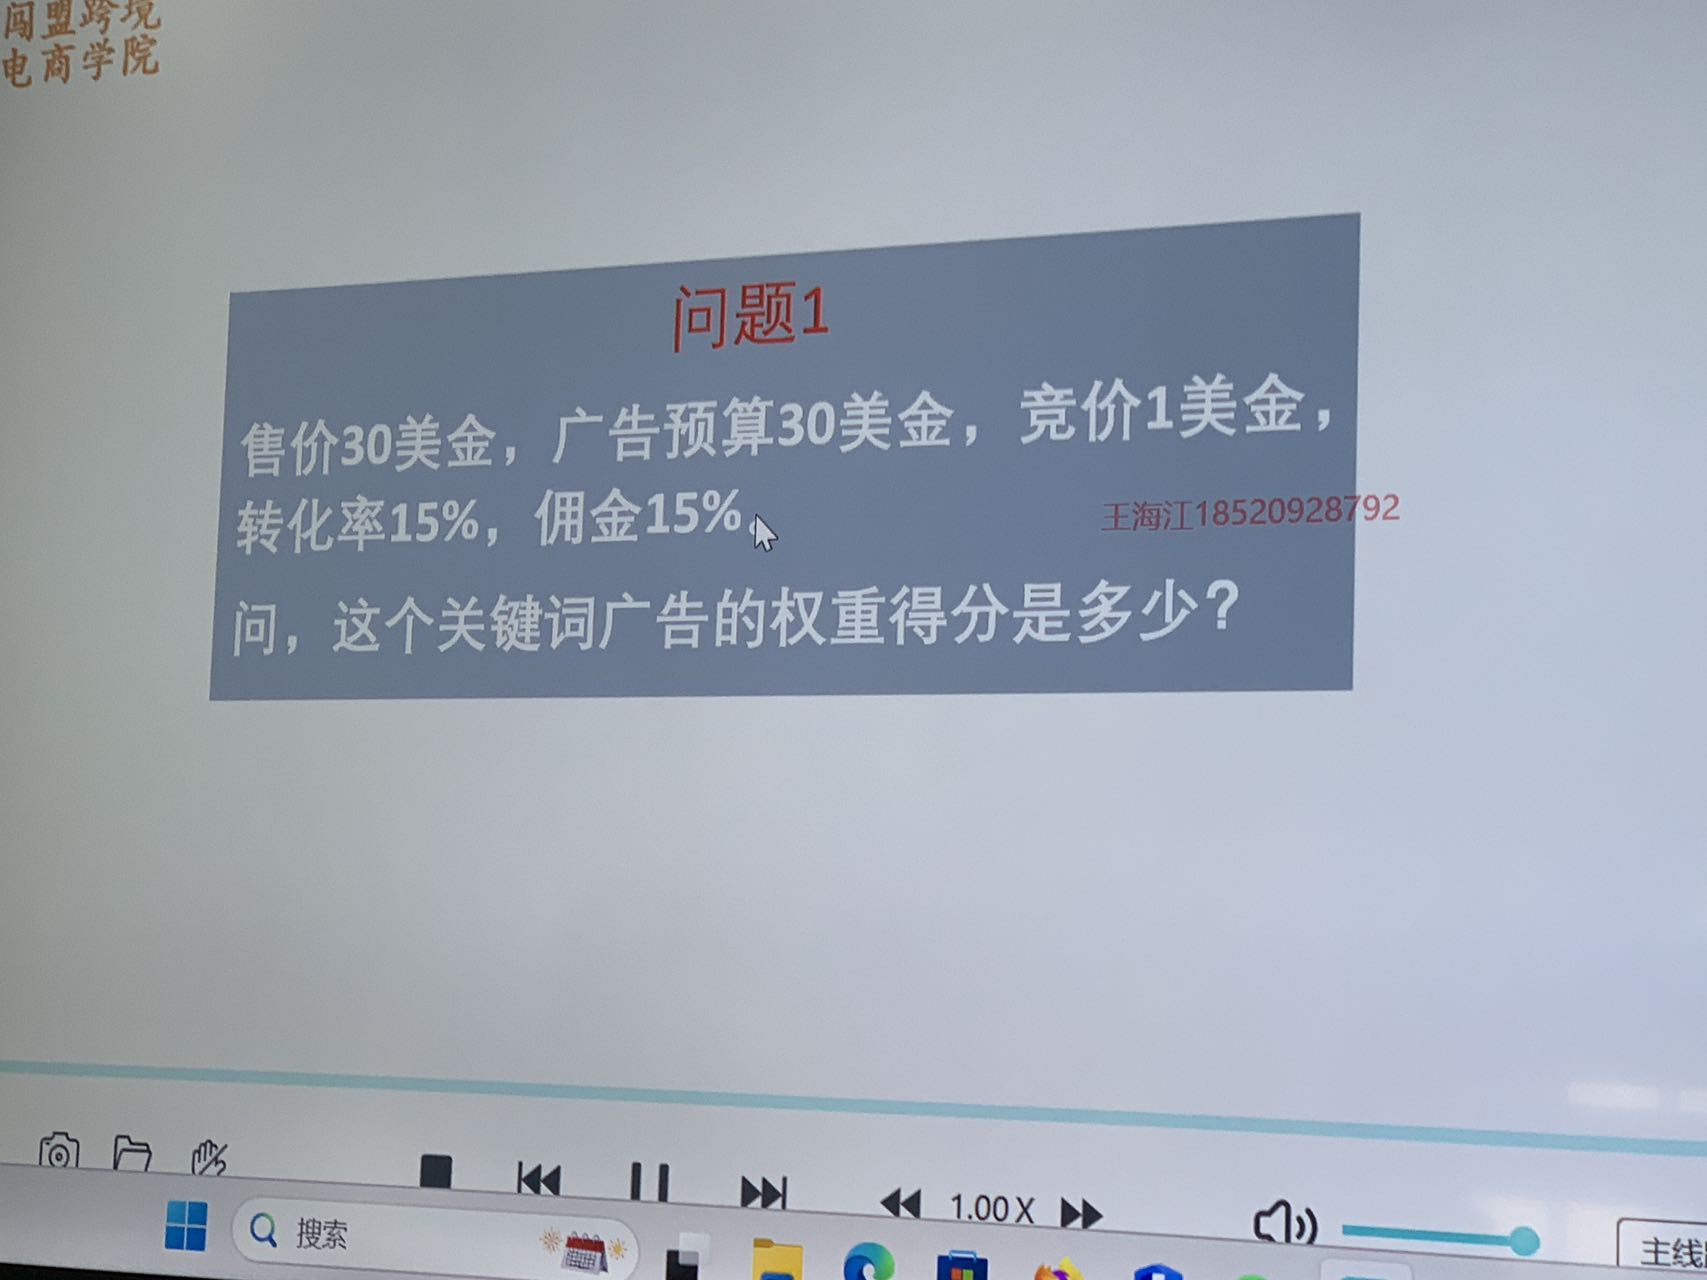 闯盟跨境
电商学院
问题1
售价30美金，广告预算30美金，竞价1美金，
转化率15%，佣金15%。
王海江18520928792
问，这个关键词广告的权重得分是多少？
1.00X
搜索
主线